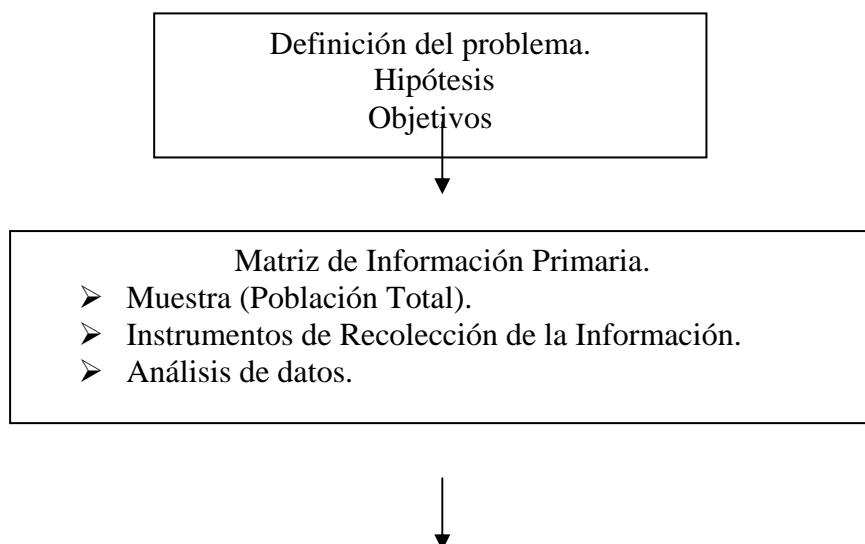 Definición del problema.
Hipótesis
Objetivos
Matriz de Información Primaria.
➢ Muestra (Población Total).
➢ Instrumentos de Recolección de la Información.
➢ Análisis de datos.